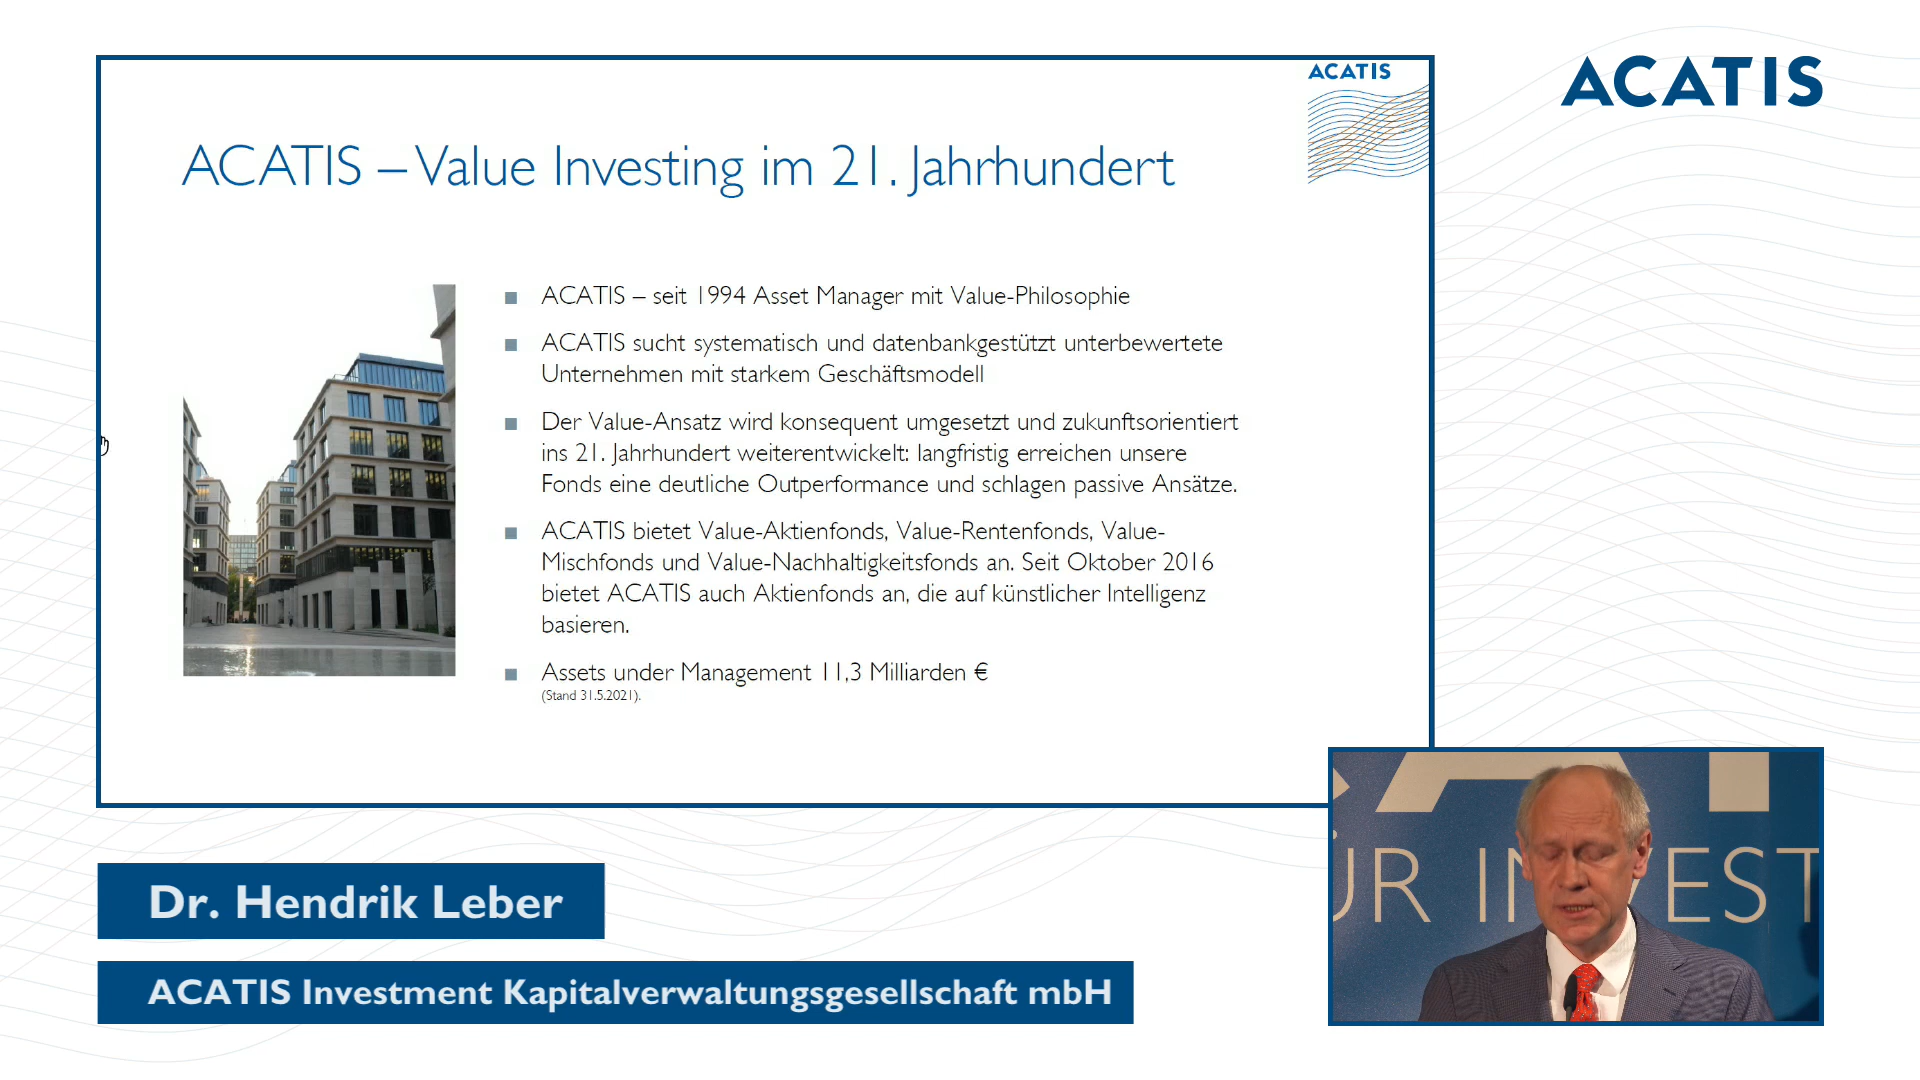 ACATIS
ACATIS
ACATIS – Value Investing im 21. Jahrhundert
ACATIS – seit 1994 Asset Manager mit Value-Philosophie
ACATIS sucht systematisch und datenbankgestützt unterbewertete
Unternehmen mit starkem Geschäftsmodell
Der Value-Ansatz wird konsequent umgesetzt und zukunftsorientiert
ins 21. Jahrhundert weiterentwickelt: langfristig erreichen unsere
Fonds eine deutliche Outperformance und schlagen passive Ansätze.
ACATIS bietet Value-Aktienfonds, Value-Rentenfonds, Value-
Mischfonds und Value-Nachhaltigkeitsfonds an. Seit Oktober 2016
bietet ACATIS auch Aktienfonds an, die auf künstlicher Intelligenz
basieren.
Assets under Management 11,3 Milliarden €
(Stand 31.5.2021).
Dr. Hendrik Leber
ACATIS Investment Kapitalverwaltungsgesellschaft mbH